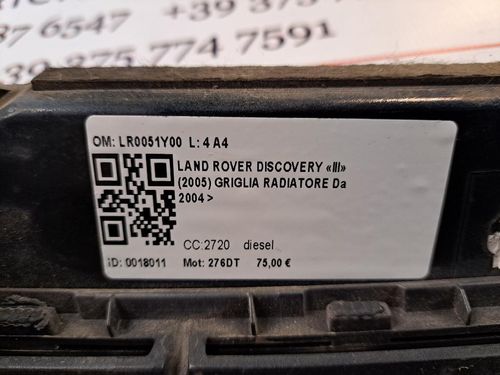 +39 375
87 6547
+39 375 774 7591
OM: LR0051Y00 L: 4 A4
LAND ROVER DISCOVERY «III»
(2005) GRIGLIA RADIATORE Da
2004 >
CC:2720 diesel
ID: 0018011 Mot: 276DT 75,00 €